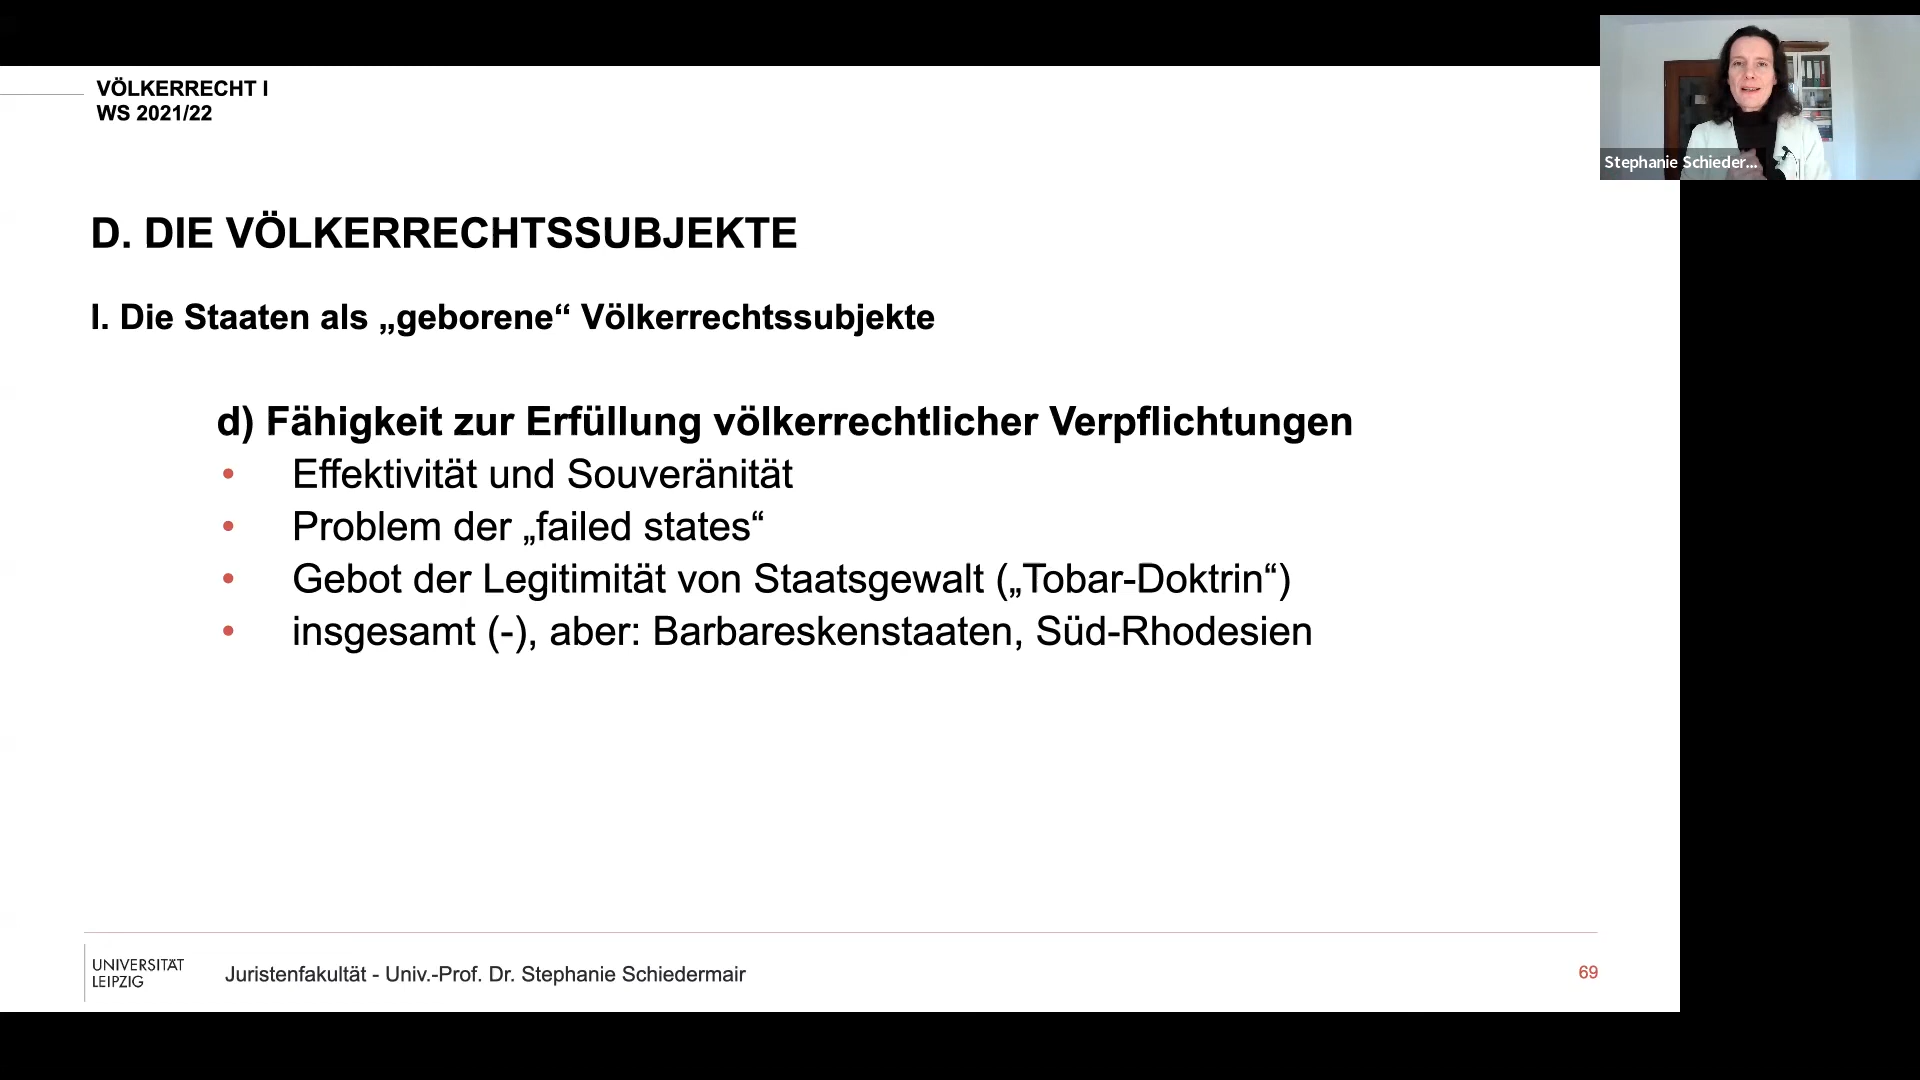 VÖLKERRECHT I
WS 2021/22
Stephanie Schieder...
D. DIE VÖLKERRECHTSSUBJEKTE
I. Die Staaten als „geborene“ Völkerrechtssubjekte
d) Fähigkeit zur Erfüllung völkerrechtlicher Verpflichtungen
• Effektivität und Souveränität
• Problem der „failed states“
• Gebot der Legitimität von Staatsgewalt („Tobar-Doktrin“)
• insgesamt (-), aber: Barbareskenstaaten, Süd-Rhodesien
UNIVERSITÄT
LEIPZIG
Juristenfakultät - Univ.-Prof. Dr. Stephanie Schiedermair
69